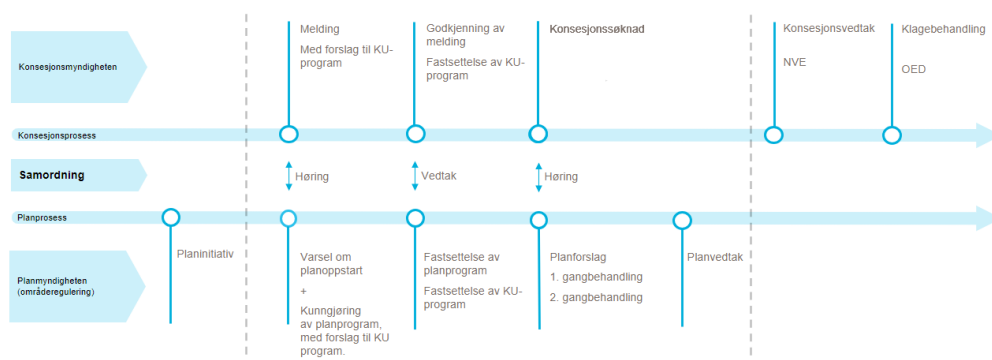 Konsesjonsmyndigheten
Melding
Med forslag til KU-
program
Godkjenning av
melding
Fastsettelse av KU-
program
Konsesjonssøknad
Konsesjonsvedtak
NVE
Klagebehandling
OED
Konsesjonsprosess
Samordning
Høring
Vedtak
Høring
Planprosess
Planmyndigheten
(områderegulering)
Planinitiativ
Varsel om
planoppstart
+
Kunngjøring
av planprogram,
med forslag til KU
program.
Fastsettelse av
planprogram
Fastsettelse av KU-
program
Planforslag
1. gangbehandling
2. gangbehandling
Planvedtak